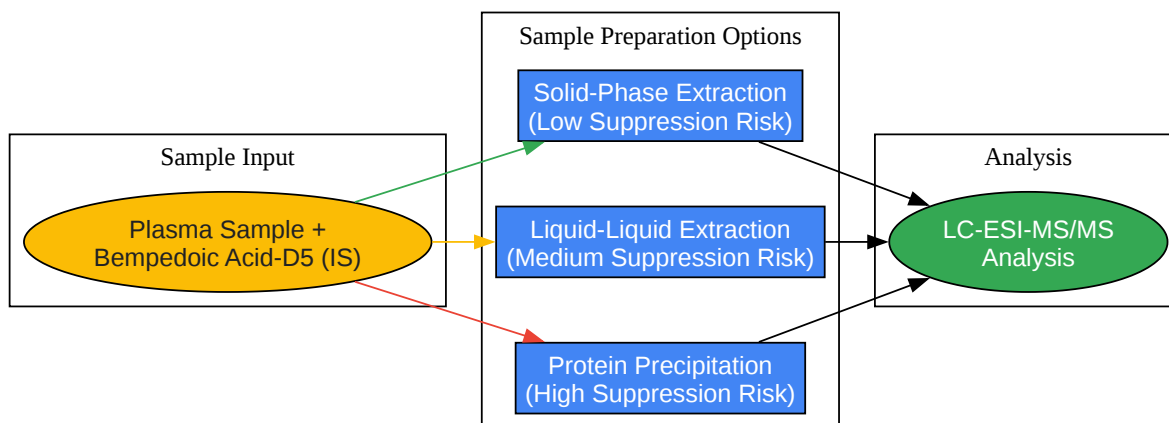 Sample Input
Plasma Sample +
Bempedoic Acid-D5 (IS)
Sample Preparation Options
Solid-Phase Extraction
(Low Suppression Risk)
Liquid-Liquid Extraction
(Medium Suppression Risk)
Protein Precipitation
(High Suppression Risk)
Analysis
LC-ESI-MS/MS
Analysis